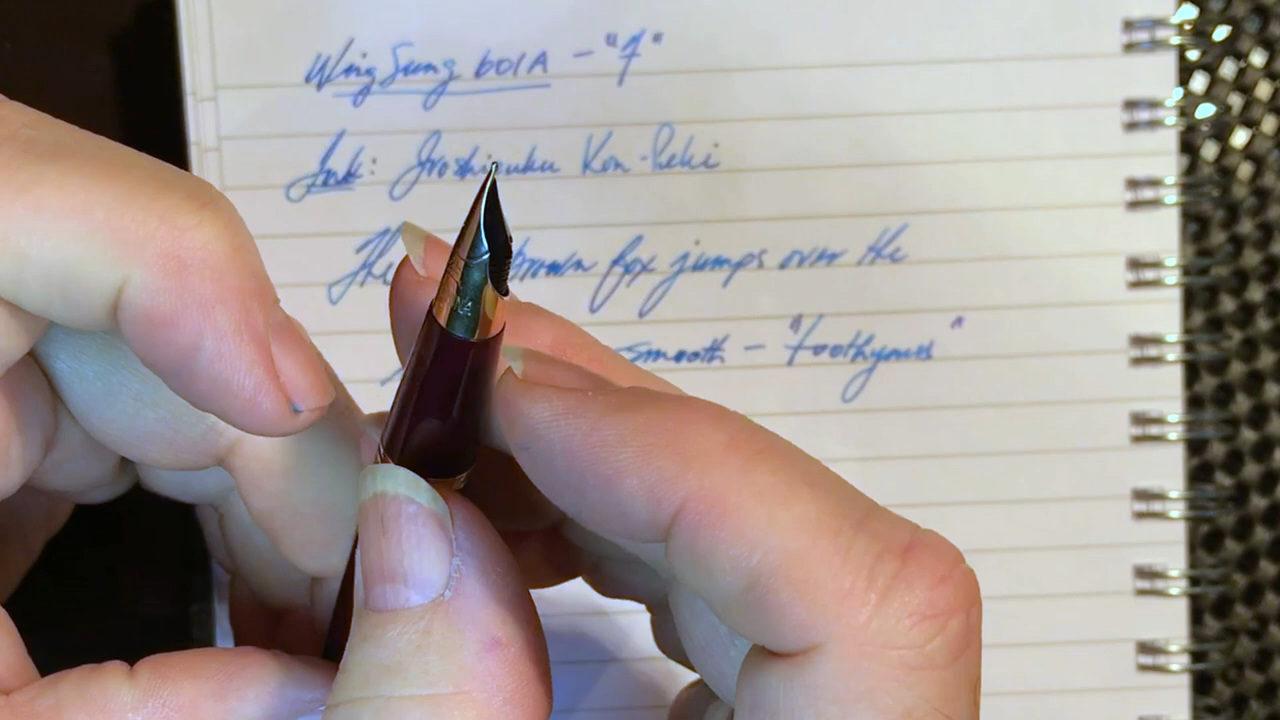 Wing Sung 601A - "f"
Ink: Iroshizuku Kon-Peki
The brown fox jumps over the
smooth - "toothyness"